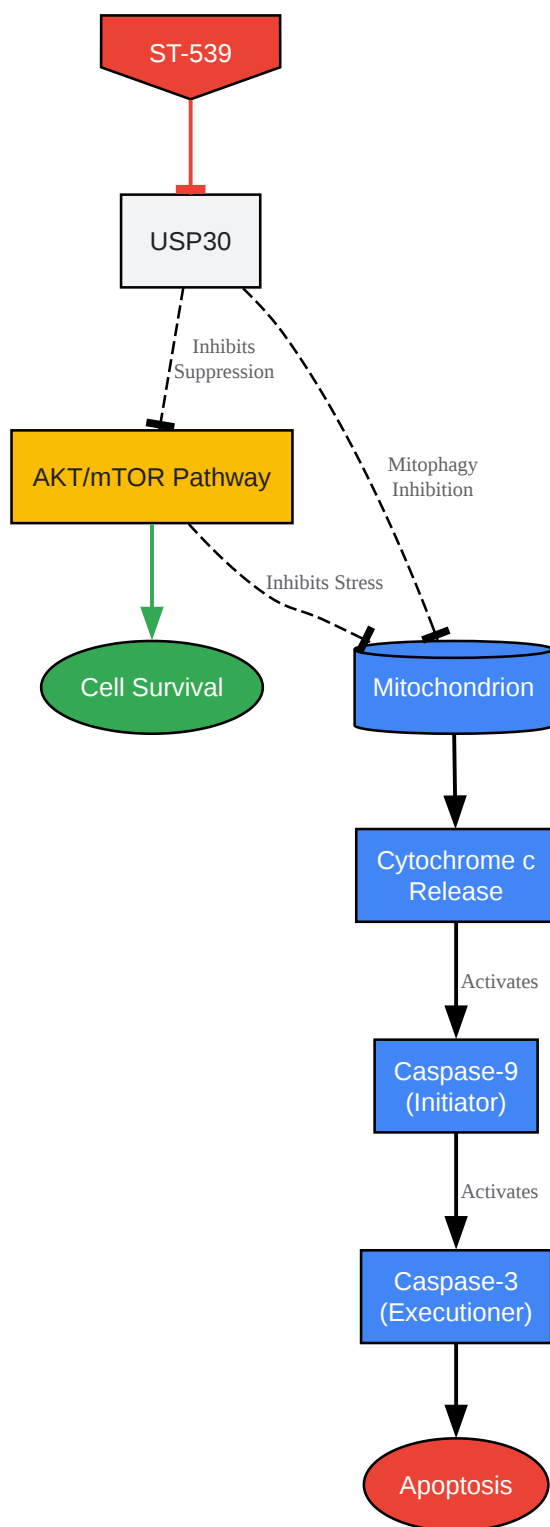 ST-539
USP30
Inhibits
Suppression
AKT/mTOR Pathway
Mitophagy
Inhibition
Inhibits Stress
Cell Survival
Mitochondrion
Cytochrome c
Release
Activates
Caspase-9
(Initiator)
Activates
Caspase-3
(Executioner)
Apoptosis